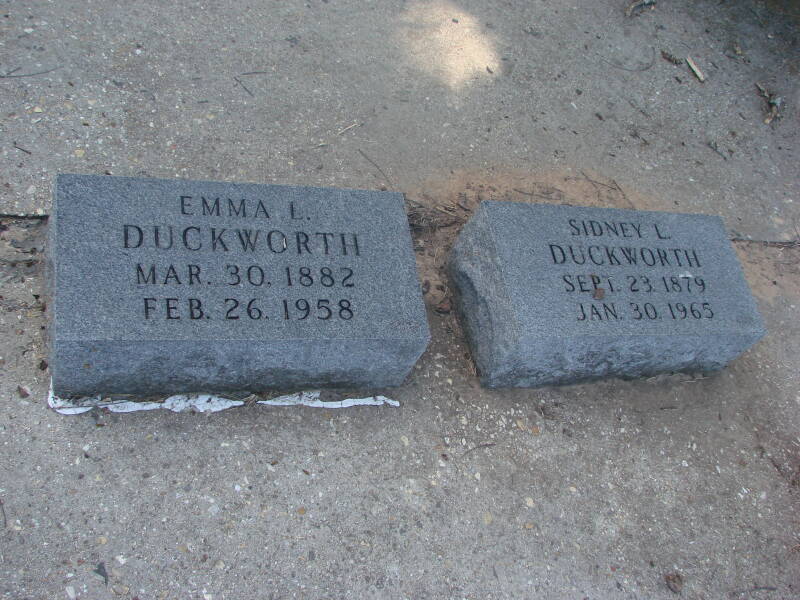 EMMA L.
DUCKWORTH
MAR. 30. 1882
FEB. 26. 1958
SIDNEY L.
DUCKWORTH
SEPT. 23. 1879
JAN. 30. 1965